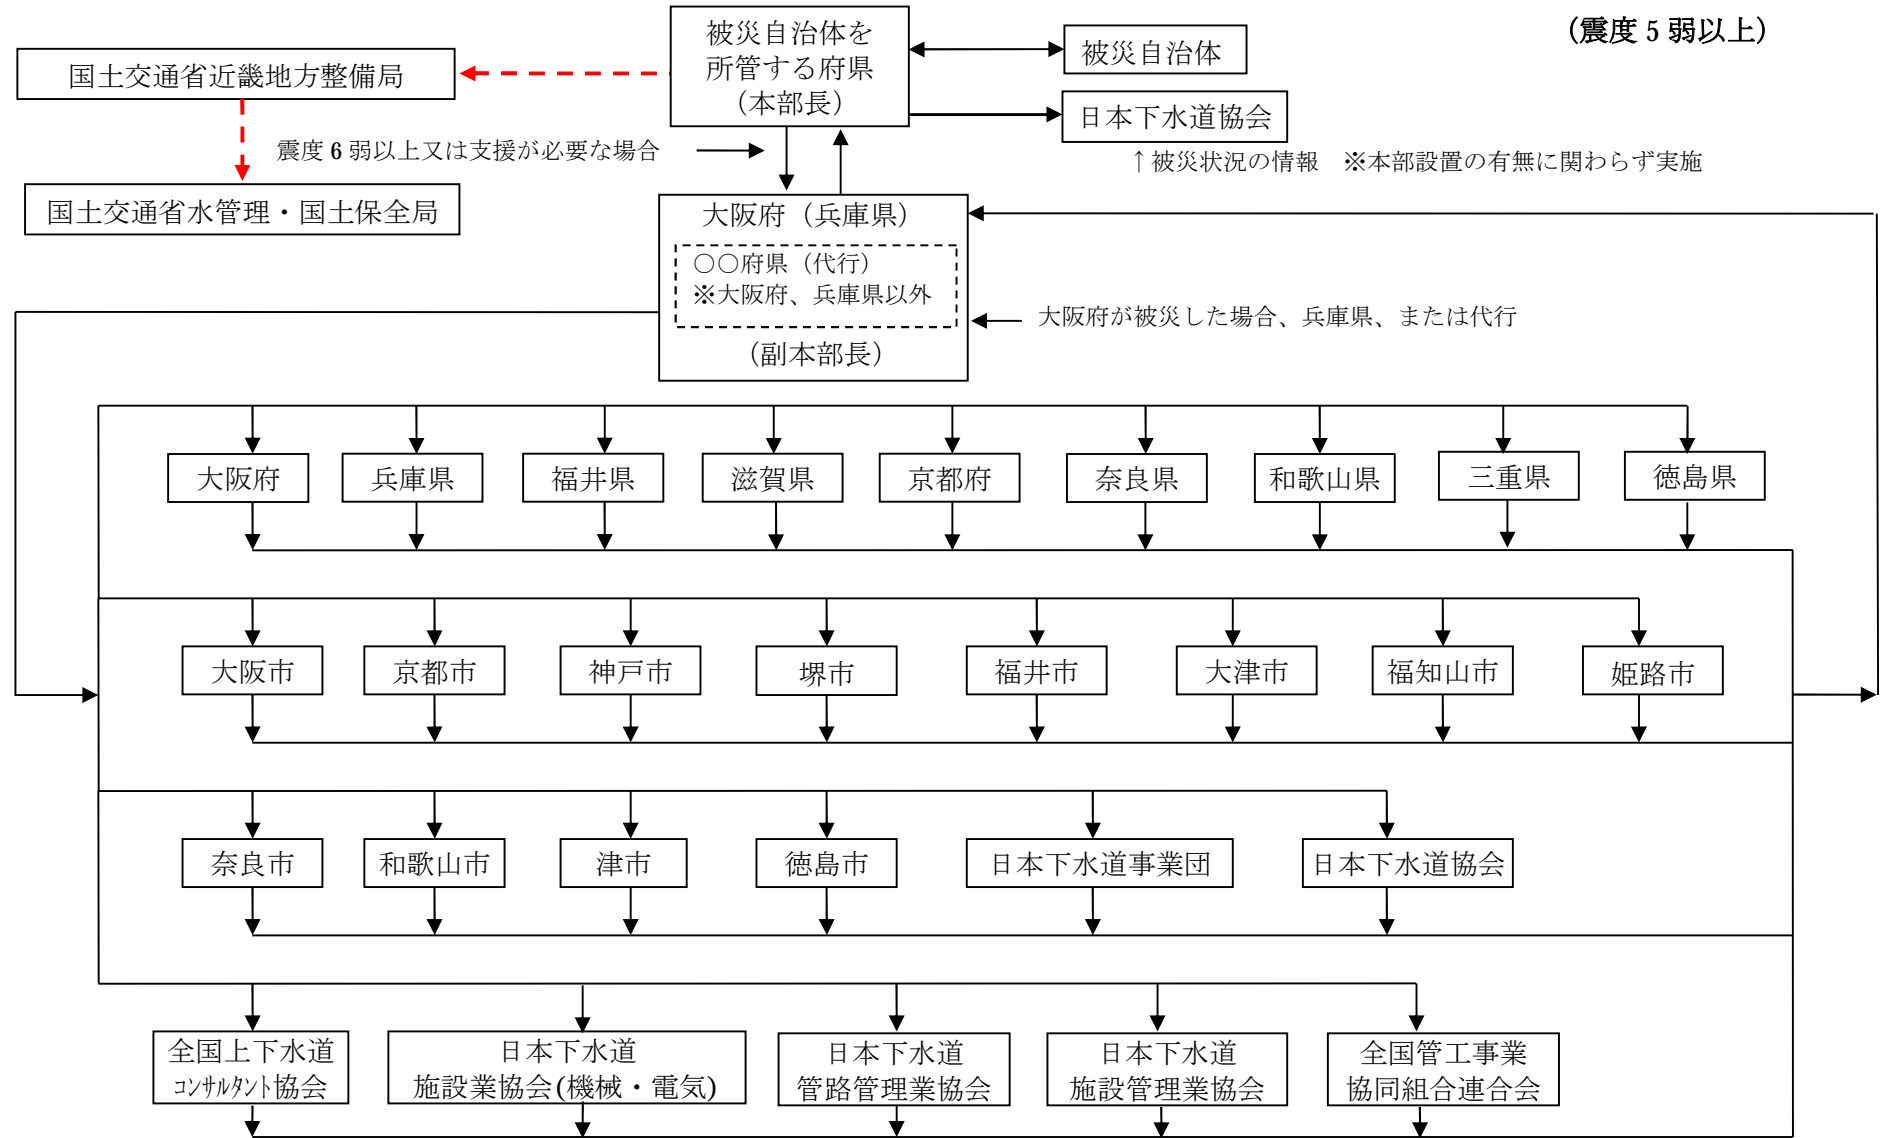 （震度 5 弱以上）
被災自治体を
所管する府県
（本部長）
被災自治体
国土交通省近畿地方整備局
日本下水道協会
震度 6 弱以上又は支援が必要な場合
↑被災状況の情報　※本部設置の有無に関わらず実施
国土交通省水管理・国土保全局
大阪府（兵庫県）
○○府県（代行）
※大阪府、兵庫県以外
（副本部長）
大阪府が被災した場合、兵庫県、または代行
大阪府
兵庫県
福井県
滋賀県
京都府
奈良県
和歌山県
三重県
徳島県
大阪市
京都市
神戸市
堺市
福井市
大津市
福知山市
姫路市
奈良市
和歌山市
津市
徳島市
日本下水道事業団
日本下水道協会
全国上下水道
ｺﾝｻﾙﾀﾝﾄ協会
日本下水道
施設業協会(機械・電気)
日本下水道
管路管理業協会
日本下水道
施設管理業協会
全国管工事業
協同組合連合会